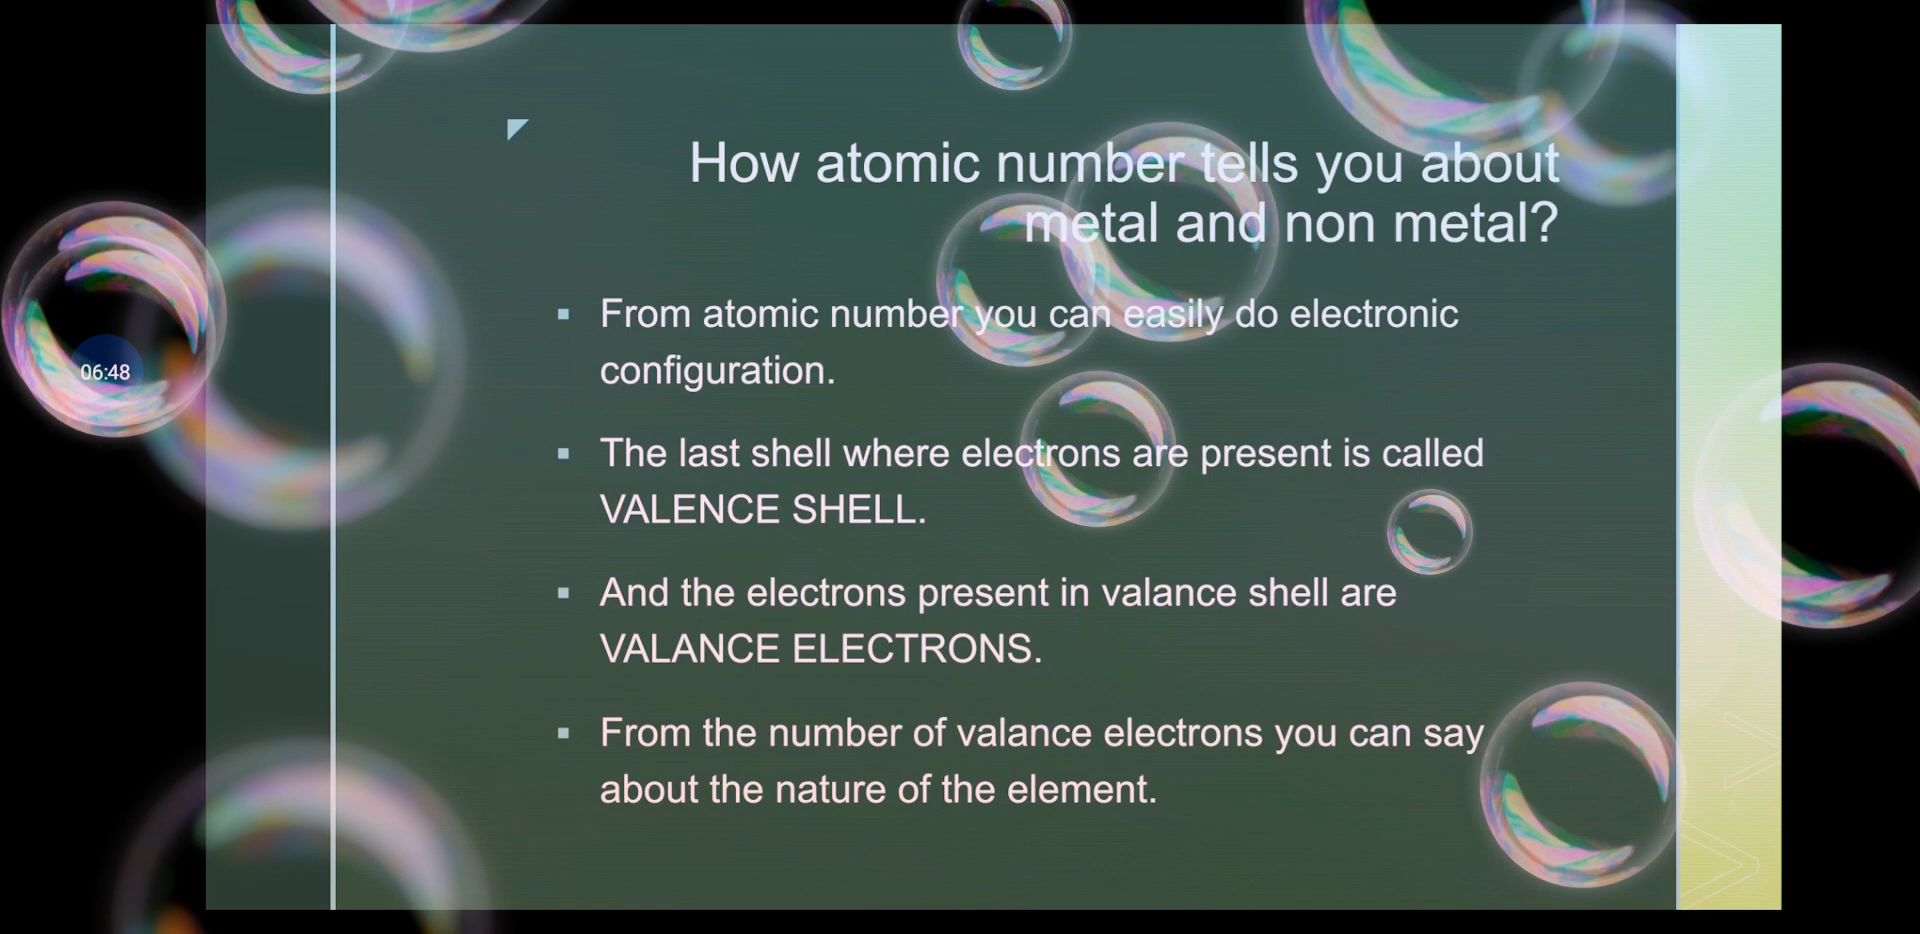 How atomic number tells you about
metal and non metal?
From atomic number you can easily do electronic
configuration.
The last shell where electrons are present is called
VALENCE SHELL.
And the electrons present in valance shell are
VALANCE ELECTRONS.
From the number of valance electrons you can say
about the nature of the element.
06:48